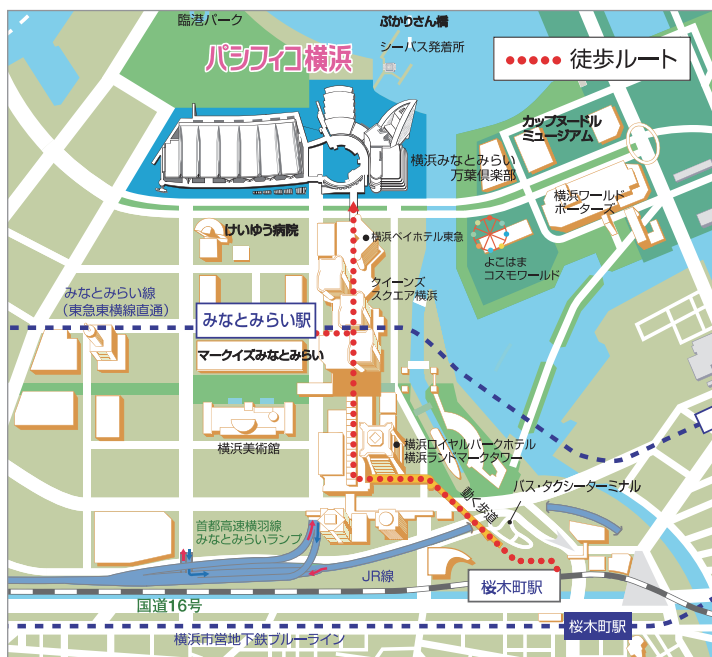 臨港パーク
ぷかりさん橋
シーバス発着所
パシフィコ横浜
徒歩ルート
カップヌードル
ミュージアム
横浜みなとみらい
万葉倶楽部
横浜ワールド
ポーターズ
けいゆう病院
横浜ベイホテル東急
よこはま
コスモワールド
クイーンズ
スクエア横浜
みなとみらい線
（東急東横線直通）
みなとみらい駅
マークイズみなとみらい
横浜美術館
横浜ロイヤルパークホテル
横浜ランドマークタワー
動く歩道
バス・タクシーターミナル
首都高速横羽線
みなとみらいランプ
JR線
桜木町駅
国道16号
桜木町駅
横浜市営地下鉄ブルーライン